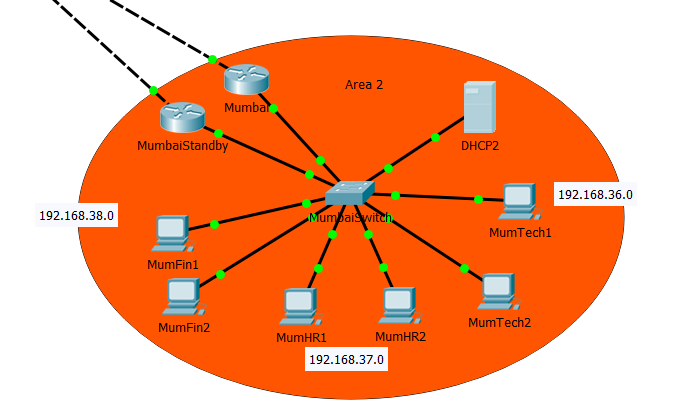 Area 2
Mumbai
MumbaiStandby
DHCP2
192.168.36.0
192.168.38.0
MumbaiSwitch
MumTech1
MumFin1
MumFin2
MumHR1
MumHR2
MumTech2
192.168.37.0